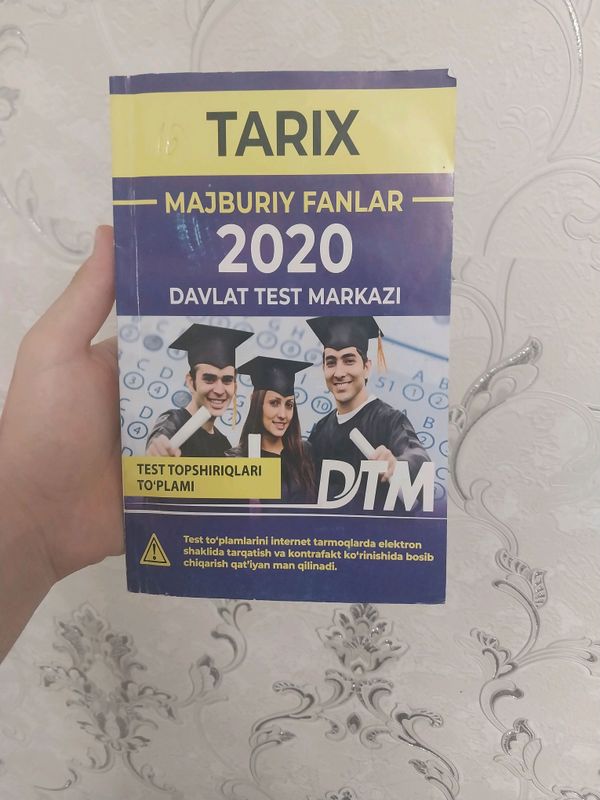 TARIX
MAJBURIY FANLAR
2020
DAVLAT TEST MARKAZI
TEST TOPSHIRIQLARI
TO‘PLAMI
DTM
Test to‘plamlarini internet tarmoqlarda elektron
shaklida tarqatish va kontrafakt ko‘rinishida bosib
chiqarish qat’iyan man qilinadi.